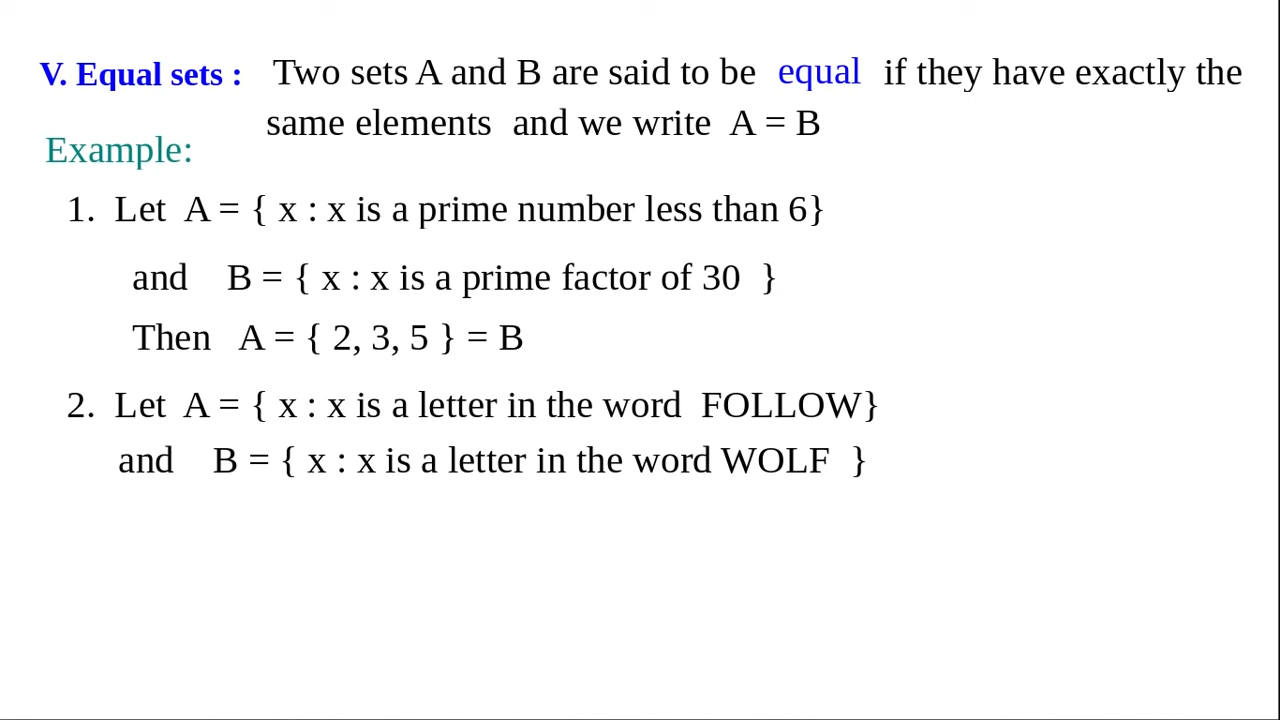 V. Equal sets : Two sets A and B are said to be equal if they have exactly the
same elements and we write A = B
Example:
1. Let A = { x : x is a prime number less than 6}
and B = { x : x is a prime factor of 30 }
Then A = { 2, 3, 5 } = B
2. Let A = { x : x is a letter in the word FOLLOW}
and B = { x : x is a letter in the word WOLF }